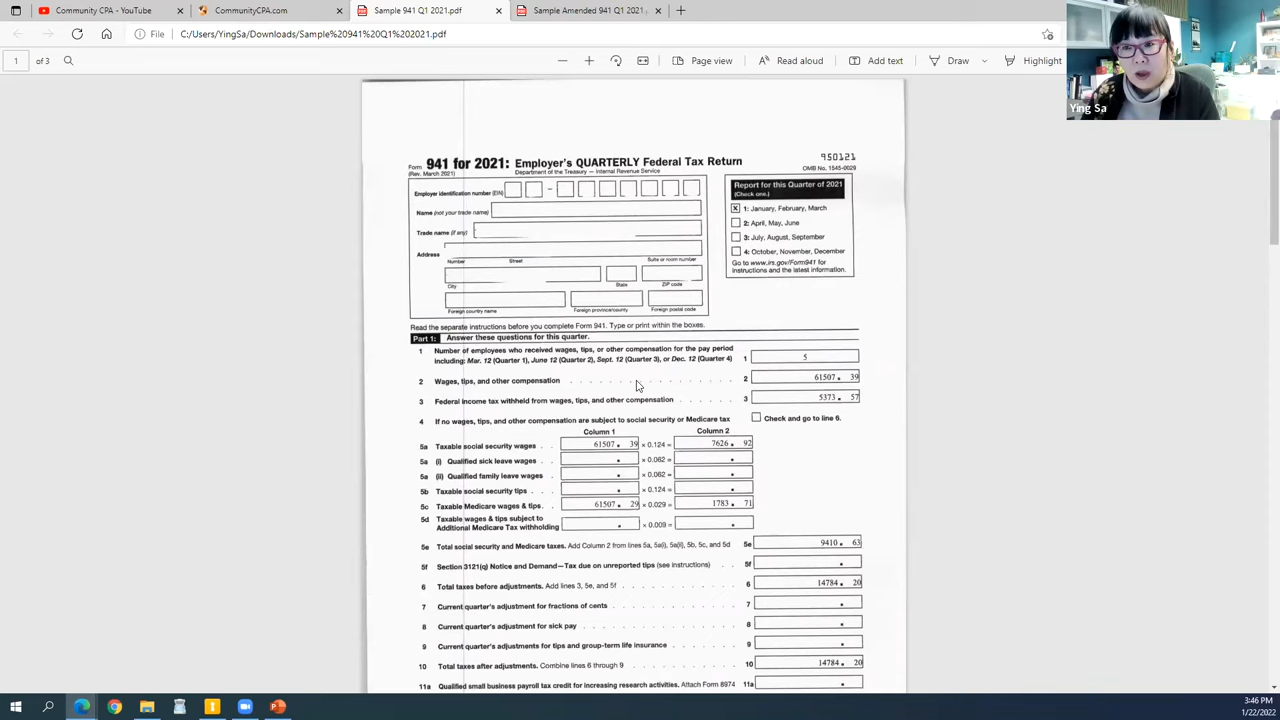 Community CPA - YouTube
CommunityCPA.com
Sample 941 Q1 2021.pdf
Sample Amended 941 Q1 2021.
File
C:/Users/YingSa/Downloads/Sample%20941%20Q1%202021.pdf
1 of 3
Page view
Read aloud
Add text
Draw
Highlight
Ying Sa
Form 941 for 2021: Employer's QUARTERLY Federal Tax Return
(Rev. March 2021)
Department of the Treasury — Internal Revenue Service
950121
OMB No. 1545-0029
Employer identification number (EIN) –
Name (not your trade name)
Trade name (if any)
Address
Number Street Suite or room number
City State ZIP code
Foreign country name Foreign province/county Foreign postal code
Report for this Quarter of 2021
(Check one.)
X 1: January, February, March
2: April, May, June
3: July, August, September
4: October, November, December
Go to www.irs.gov/Form941 for
instructions and the latest information.
Read the separate instructions before you complete Form 941. Type or print within the boxes.
Part 1: Answer these questions for this quarter.
1 Number of employees who received wages, tips, or other compensation for the pay period
including: Mar. 12 (Quarter 1), June 12 (Quarter 2), Sept. 12 (Quarter 3), or Dec. 12 (Quarter 4) 1 5
2 Wages, tips, and other compensation 2 61507 . 39
3 Federal income tax withheld from wages, tips, and other compensation 3 5373 . 57
4 If no wages, tips, and other compensation are subject to social security or Medicare tax Check and go to line 6.
Column 1 Column 2
5a Taxable social security wages 61507 . 39 × 0.124 = 7626 . 92
5a (i) Qualified sick leave wages . × 0.062 = .
5a (ii) Qualified family leave wages . × 0.062 = .
5b Taxable social security tips . × 0.124 = .
5c Taxable Medicare wages & tips 61507 . 29 × 0.029 = 1783 . 71
5d Taxable wages & tips subject to
Additional Medicare Tax withholding . × 0.009 = .
5e Total social security and Medicare taxes. Add Column 2 from lines 5a, 5a(i), 5a(ii), 5b, 5c, and 5d 5e 9410 . 63
5f Section 3121(q) Notice and Demand—Tax due on unreported tips (see instructions) 5f .
6 Total taxes before adjustments. Add lines 3, 5e, and 5f 6 14784 . 20
7 Current quarter's adjustment for fractions of cents 7 .
8 Current quarter's adjustment for sick pay 8 .
9 Current quarter's adjustments for tips and group-term life insurance 9 .
10 Total taxes after adjustments. Combine lines 6 through 9 10 14784 . 20
11a Qualified small business payroll tax credit for increasing research activities. Attach Form 8974 11a .
3:46 PM
1/22/2022